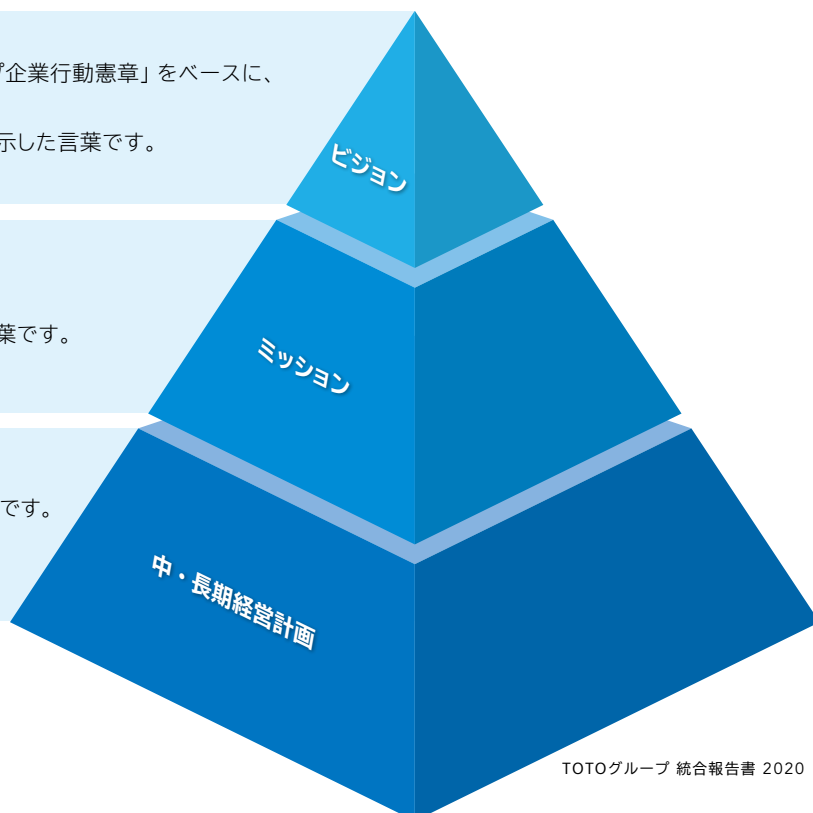 プ企業行動憲章」をベースに、
示した言葉です。
ビジョン
葉です。
ミッション
です。
中・長期経営計画
TOTOグループ 統合報告書 2020